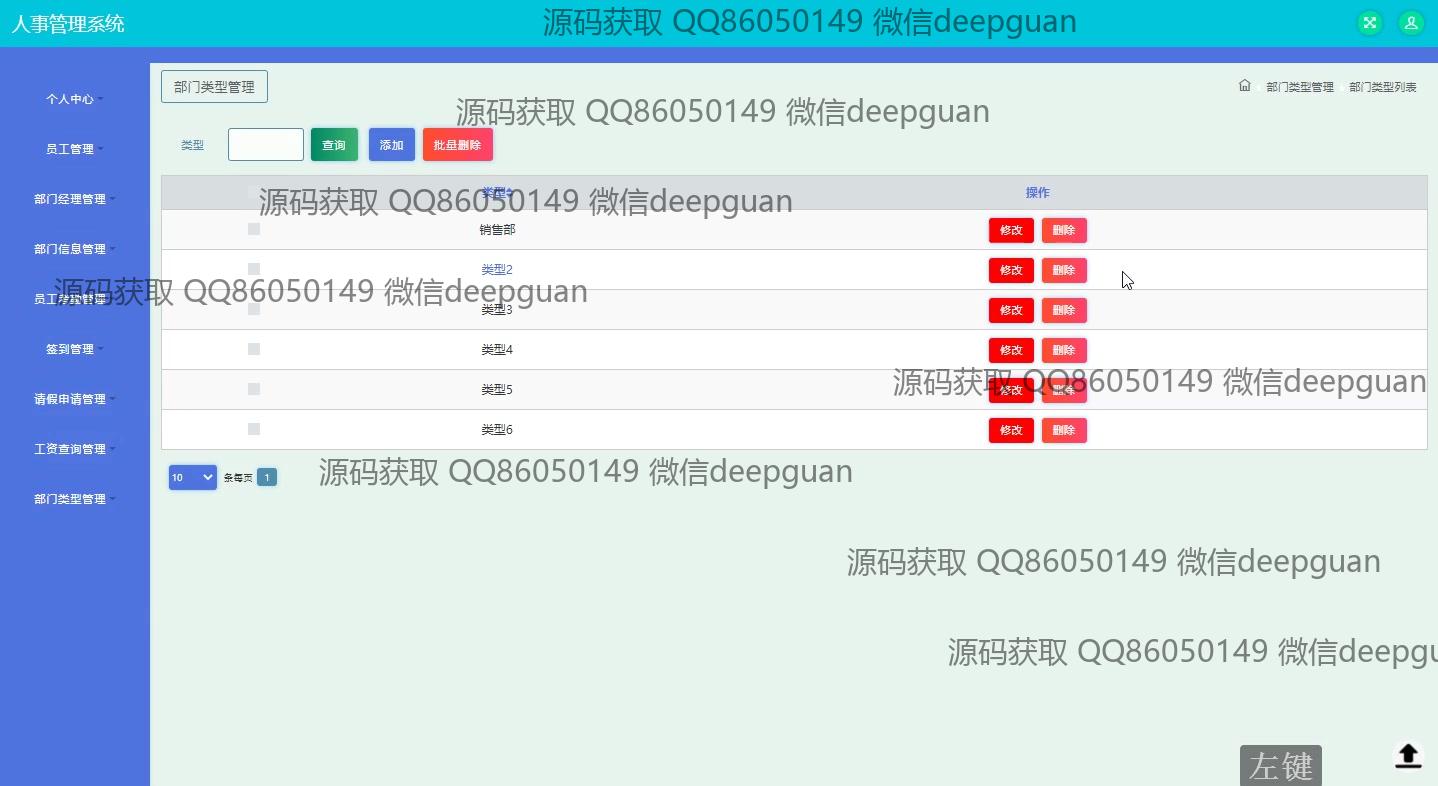 人事管理系统
源码获取 QQ86050149 微信deepguan
部门类型管理
部门类型管理 部门类型列表
源码获取 QQ86050149 微信deepguan
类型 查询 添加 批量删除
类型 操作
源码获取 QQ86050149 微信deepguan
销售部 修改 删除
类型2 修改 删除
源码获取 QQ86050149 微信deepguan
类型3 修改 删除
类型4 修改 删除
源码获取 QQ86050149 微信deepguan
类型5 修改 删除
类型6 修改 删除
10 条每页 1
源码获取 QQ86050149 微信deepguan
源码获取 QQ86050149 微信deepguan
源码获取 QQ86050149 微信deepgu
左键
个人中心
员工管理
部门经理管理
部门信息管理
签到管理
请假申请管理
工资查询管理
部门类型管理